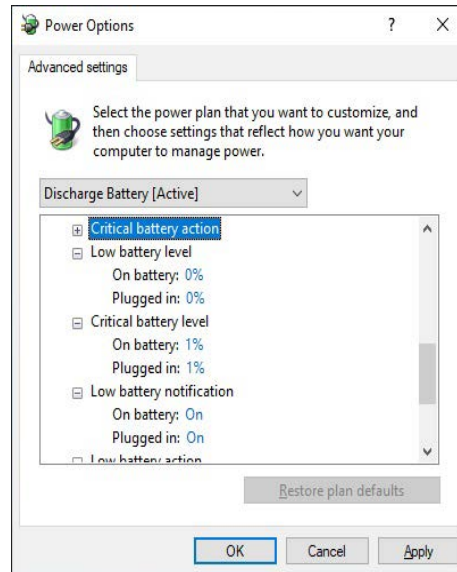 Power Options
?
Advanced settings
Select the power plan that you want to customize, and
then choose settings that reflect how you want your
computer to manage power.
Discharge Battery [Active]
Critical battery action
Low battery level
On battery: 0%
Plugged in: 0%
Critical battery level
On battery: 1%
Plugged in: 1%
Low battery notification
On battery: On
Plugged in: On
Low battery action
Restore plan defaults
OK Cancel Apply